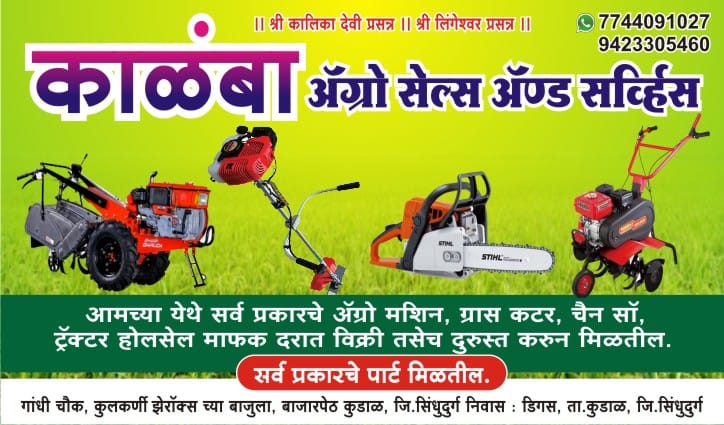 ।। श्री कालिका देवी प्रसन्न ।। श्री लिंगेश्वर प्रसन्न ।।
7744091027
9423305460
काळंबा ॲग्रो सेल्स ॲण्ड सर्व्हिस
STIHL
आमच्या येथे सर्व प्रकारचे ॲग्रो मशिन, ग्रास कटर, चैन सॉ,
ट्रॅक्टर होलसेल माफक दरात विक्री तसेच दुरुस्त करुन मिळतील.
सर्व प्रकारचे पार्ट मिळतील.
गांधी चौक, कुलकर्णी झेरॉक्स च्या बाजुला, बाजारपेठ कुडाळ, जि.सिंधुदुर्ग निवास : डिगस, ता.कुडाळ, जि.सिंधुदुर्ग